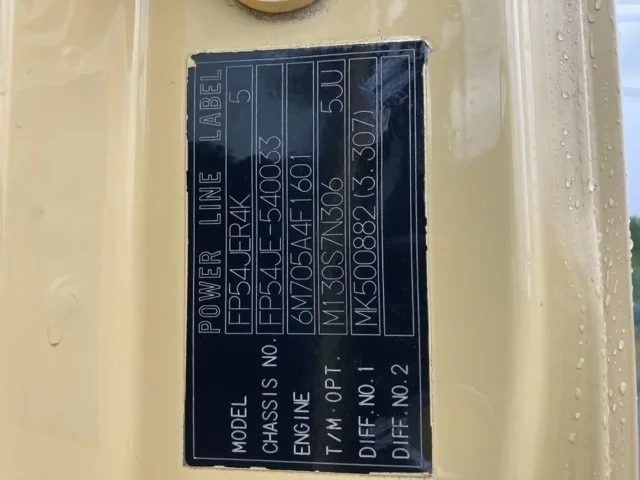 POWER LINE LABEL
MODEL FP54JER4K 5
CHASSIS NO. FP54JE-540033
ENGINE 6M705A4F1601
T/M·OPT. M130S7N306 5JU
DIFF.NO.1 MK500882(3.307)
DIFF.NO.2